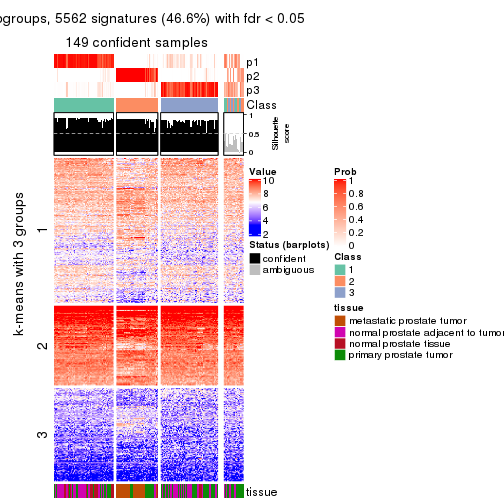 ogroups, 5562 signatures (46.6%) with fdr < 0.05
149 confident samples
p1
p2
p3
Class
1
0.5
0
Silhouette
score
k-means with 3 groups
1
2
3
tissue
Value
10
8
6
4
2
Status (barplots)
confident
ambiguous
Prob
1
0.8
0.6
0.4
0.2
0
Class
1
2
3
tissue
metastatic prostate tumor
normal prostate adjacent to tumor
normal prostate tissue
primary prostate tumor